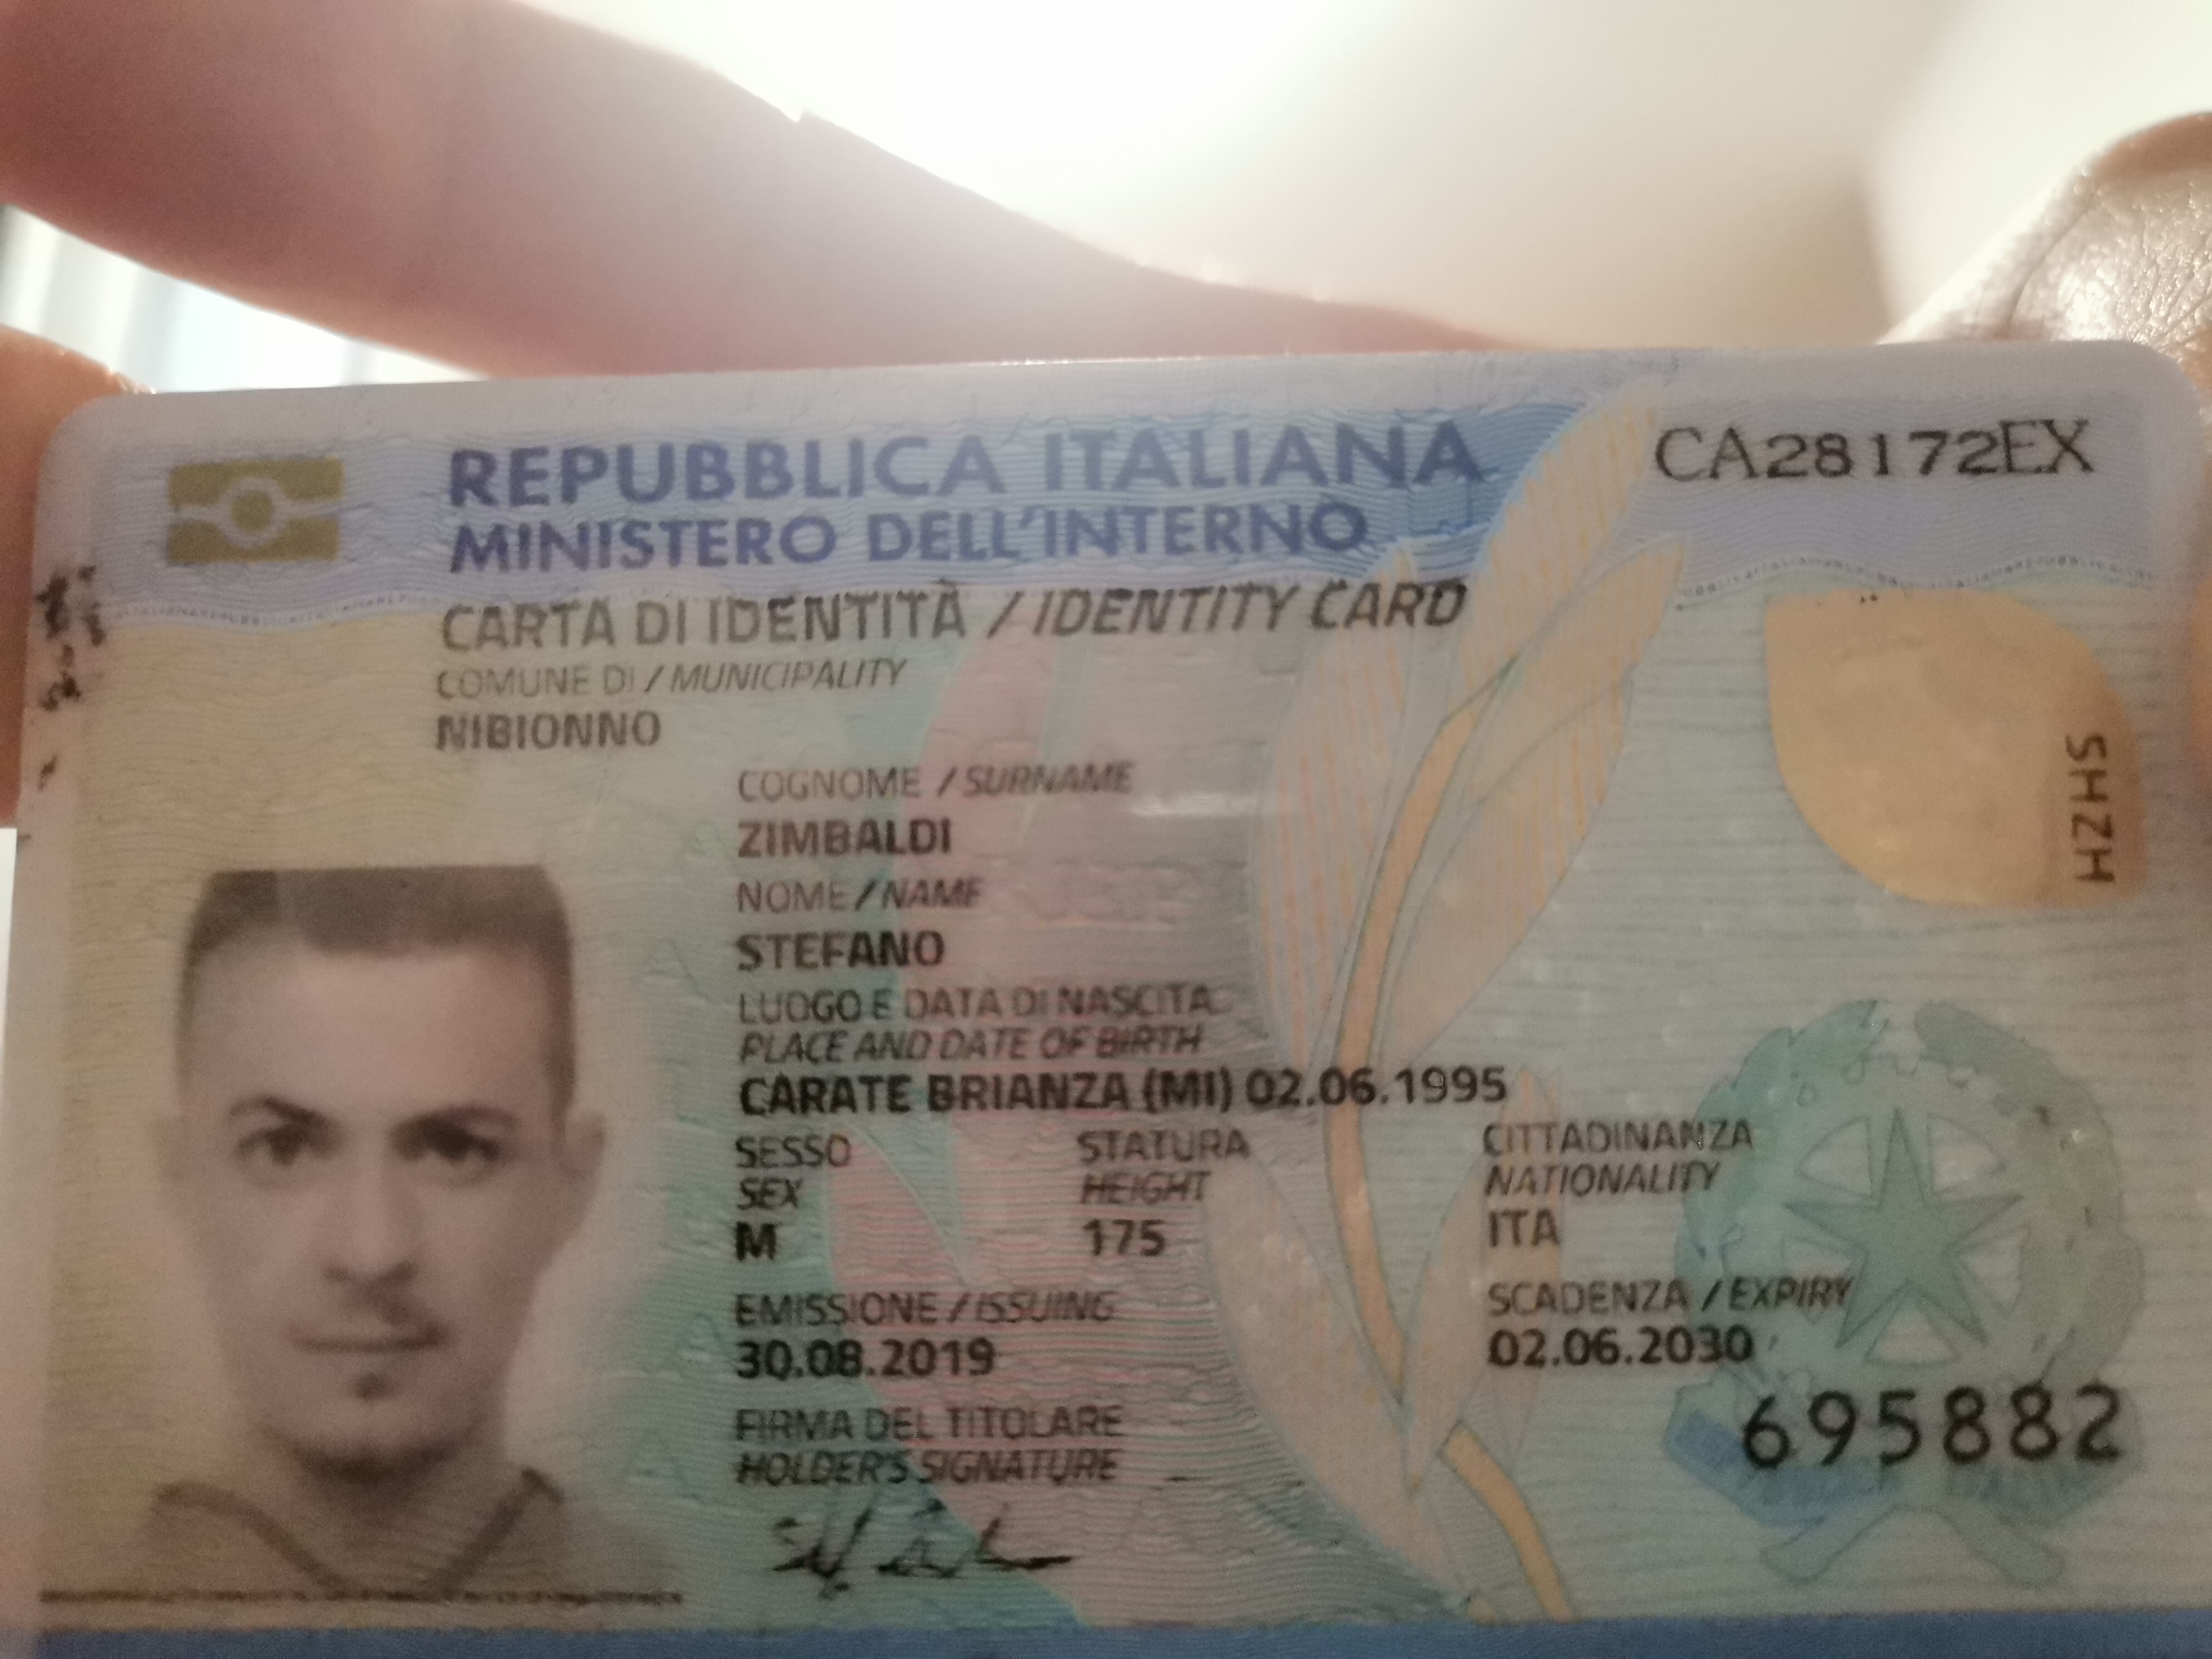 REPUBBLICA ITALIANA
CA28172EX
MINISTERO DELL'INTERNO
CARTA DI IDENTITÀ / IDENTITY CARD
COMUNE DI / MUNICIPALITY
NIBIONNO
COGNOME / SURNAME
ZIMBALDI
NOME / NAME
STEFANO
LUOGO E DATA DI NASCITA
PLACE AND DATE OF BIRTH
CARATE BRIANZA (MI) 02.06.1995
SESSO STATURA CITTADINANZA
SEX HEIGHT NATIONALITY
M 175 ITA
EMISSIONE / ISSUING SCADENZA / EXPIRY
30.08.2019 02.06.2030
695882
FIRMA DEL TITOLARE
HOLDER'S SIGNATURE
HZHS